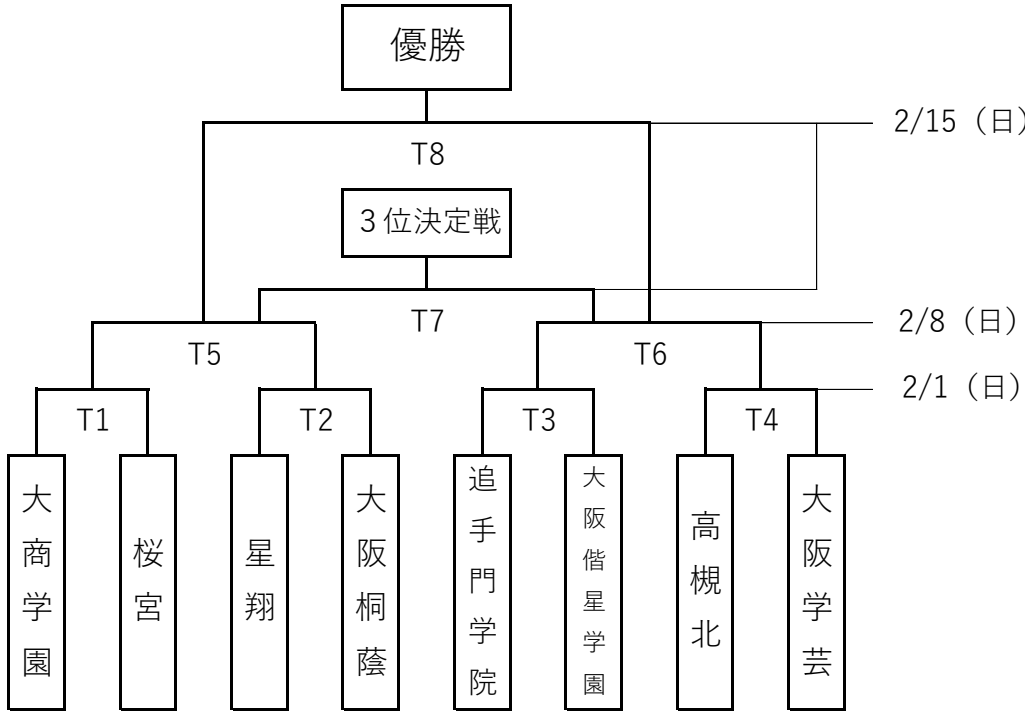 優勝
2/15（日）
T8
３位決定戦
T7
2/8（日）
T5
T6
2/1（日）
T1
T2
T3
T4
大商学園
桜宮
星翔
大阪桐蔭
追手門学院
大阪偕星学園
高槻北
大阪学芸